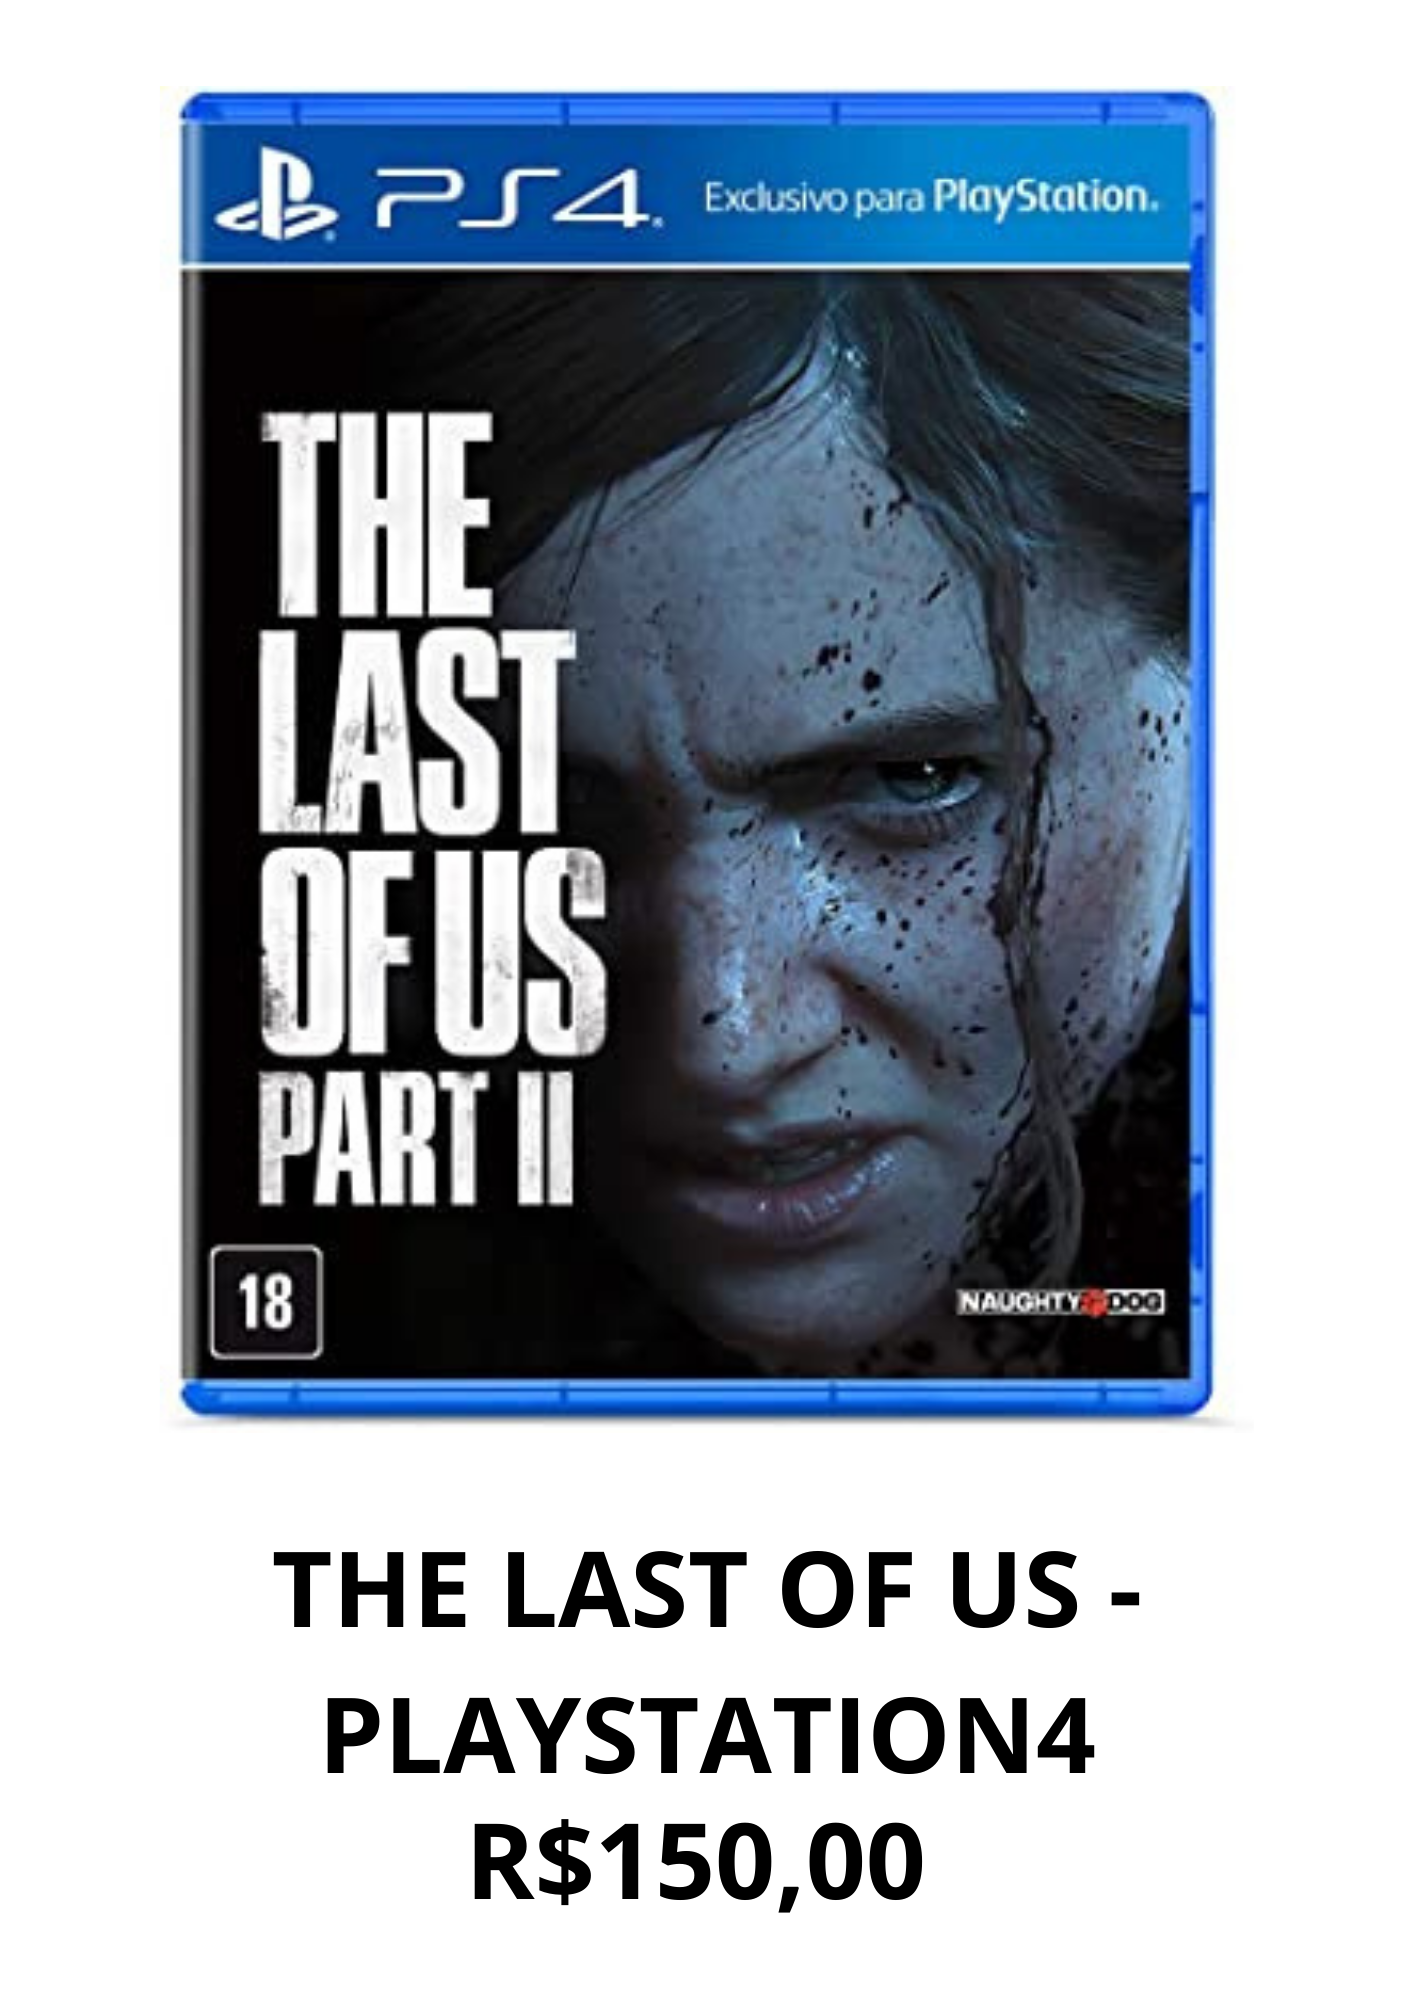 PS4 Exclusivo para PlayStation.
THE
LAST
OF US
PART II
18
NAUGHTY DOG
THE LAST OF US -
PLAYSTATION4
R$150,00